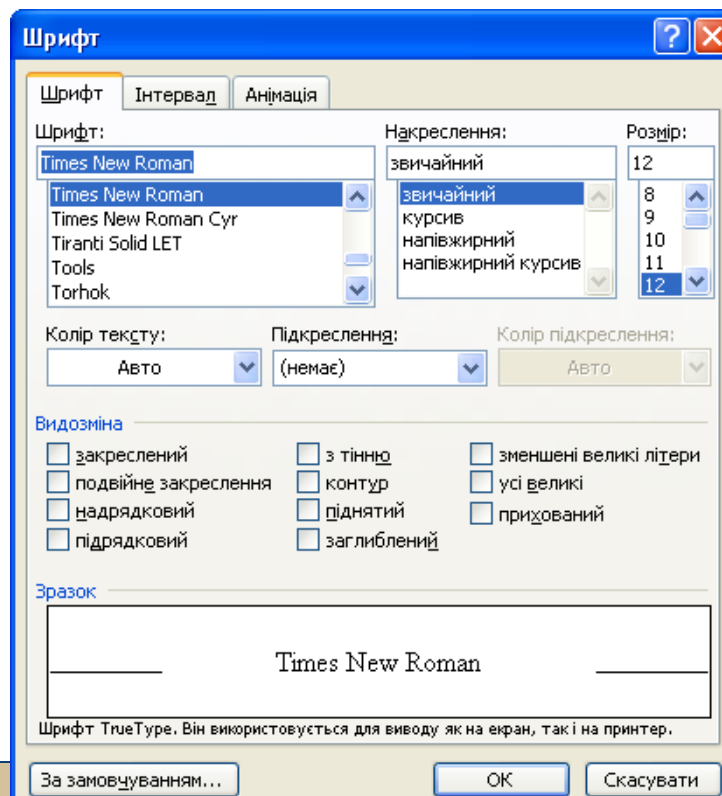 Шрифт
Шрифт Інтервал Анімація
Шрифт: Накреслення: Розмір:
Times New Roman звичайний 12
Times New Roman звичайний 8
Times New Roman Cyr курсив 9
Tiranti Solid LET напівжирний 10
Tools напівжирний курсив 11
Torhok 12
Колір тексту: Підкреслення: Колір підкреслення:
Авто (немає) Авто
Видозміна
закреслений з тінню зменшені великі літери
подвійне закреслення контур усі великі
надрядковий піднятий прихований
підрядковий заглиблений
Зразок
Times New Roman
Шрифт TrueType. Він використовується для виводу як на екран, так і на принтер.
За замовчуванням... ОК Скасувати